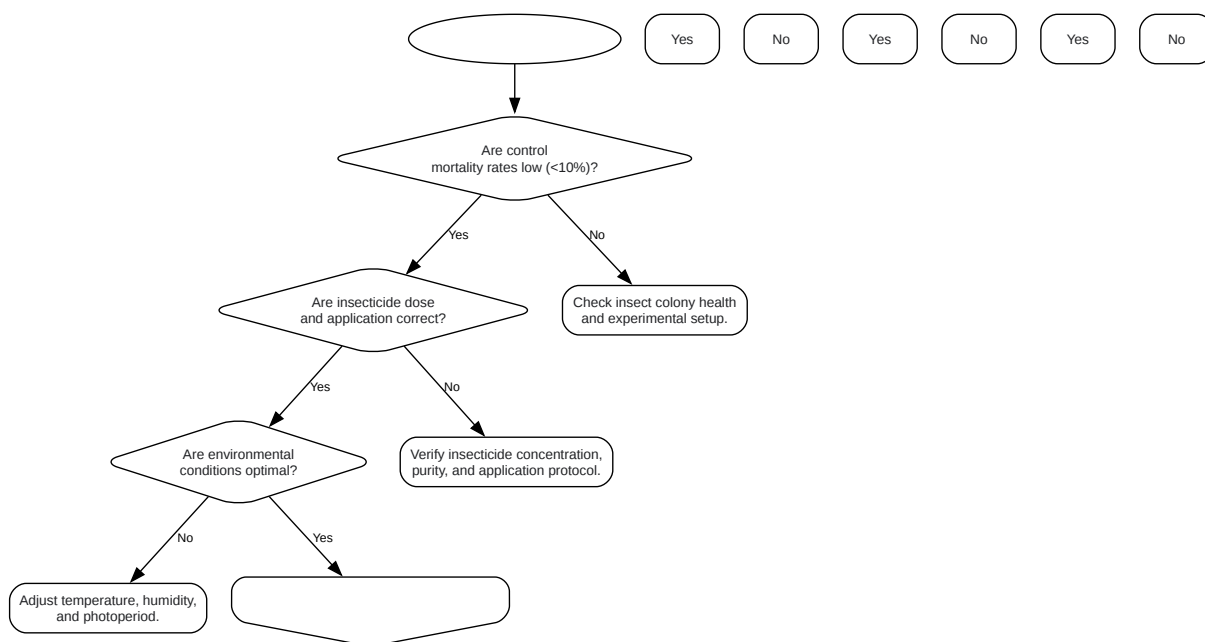 Yes
No
Yes
No
Yes
No
Are control
mortality rates low (<10%)?
Yes
No
Are insecticide dose
and application correct?
Check insect colony health
and experimental setup.
Yes
No
Are environmental
conditions optimal?
Verify insecticide concentration,
purity, and application protocol.
No
Yes
Adjust temperature, humidity,
and photoperiod.